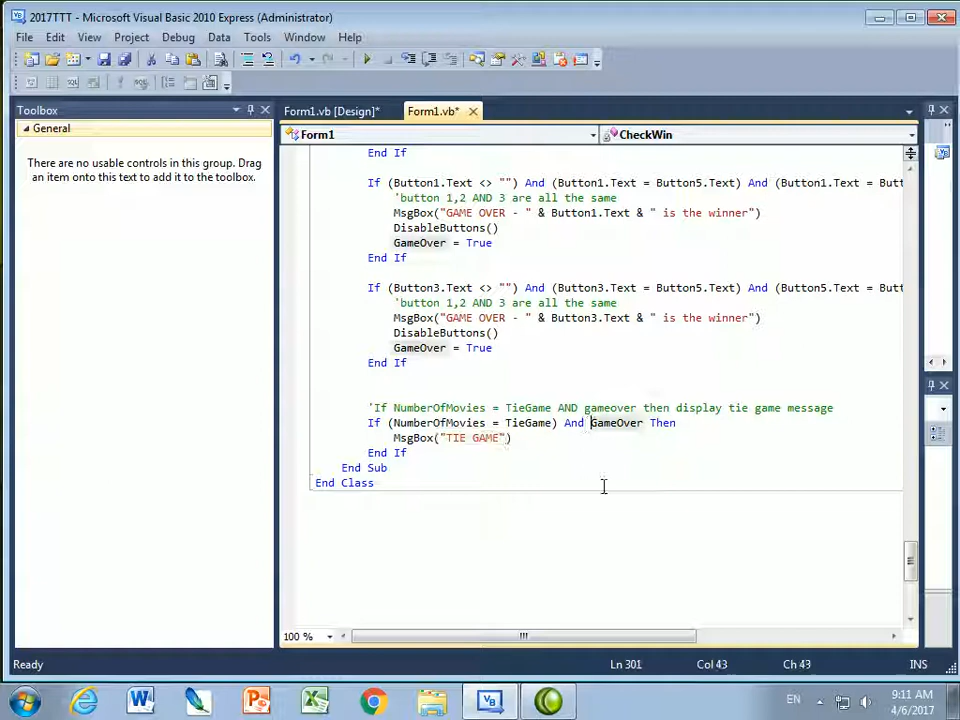 2017TTT - Microsoft Visual Basic 2010 Express (Administrator)
File Edit View Project Debug Data Tools Window Help
Toolbox
Form1.vb [Design]*
Form1.vb*
General
Form1
CheckWin
There are no usable controls in this group. Drag
an item onto this text to add it to the toolbox.
End If
If (Button1.Text <> "") And (Button1.Text = Button5.Text) And (Button1.Text = Butt
'button 1,2 AND 3 are all the same
MsgBox("GAME OVER - " & Button1.Text & " is the winner")
DisableButtons()
GameOver = True
End If
If (Button3.Text <> "") And (Button3.Text = Button5.Text) And (Button5.Text = Butt
'button 1,2 AND 3 are all the same
MsgBox("GAME OVER - " & Button3.Text & " is the winner")
DisableButtons()
GameOver = True
End If
'If NumberOfMovies = TieGame AND gameover then display tie game message
If (NumberOfMovies = TieGame) And GameOver Then
MsgBox("TIE GAME")
End If
End Sub
End Class
100 %
Ready
Ln 301
Col 43
Ch 43
INS
EN
9:11 AM
4/6/2017